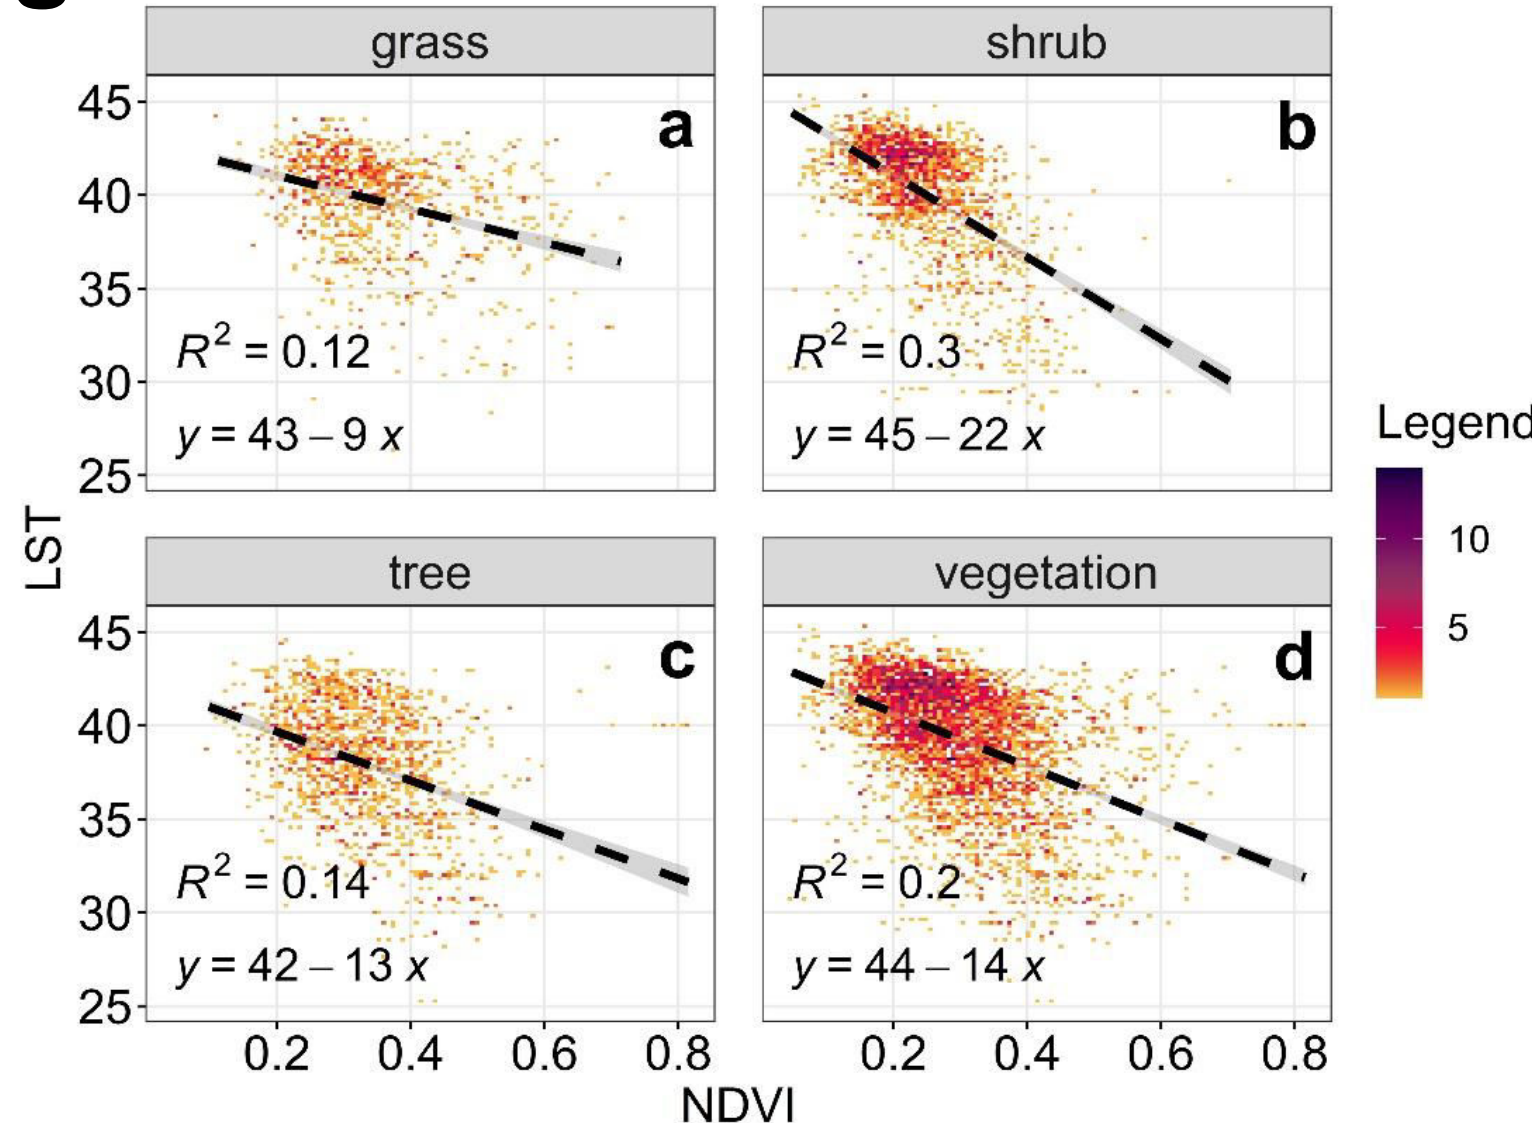 grass
shrub
45
40
35
30
25
a
R² = 0.12
y = 43 – 9 x
b
R² = 0.3
y = 45 – 22 x
LST
tree
vegetation
45
40
35
30
25
c
R² = 0.14
y = 42 – 13 x
d
R² = 0.2
y = 44 – 14 x
0.2 0.4 0.6 0.8
0.2 0.4 0.6 0.8
NDVI
Legend
10
5